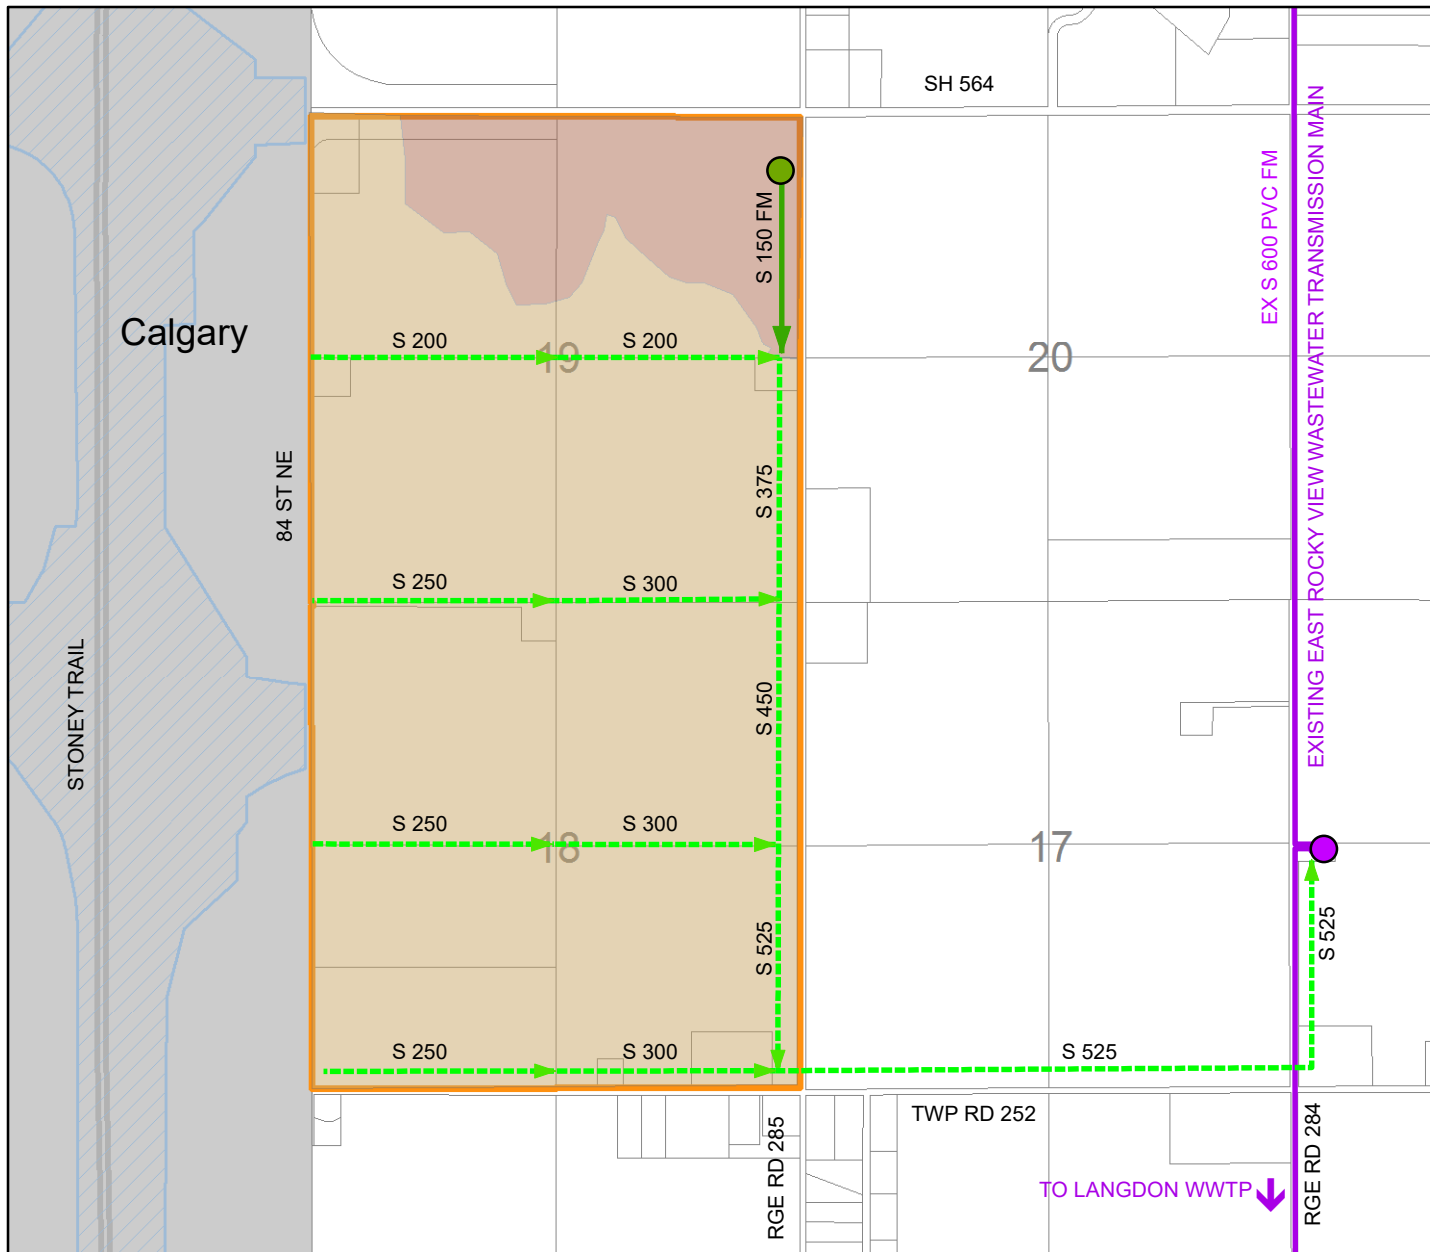 SH 564
EX S 600 PVC FM
EXISTING EAST ROCKY VIEW WASTEWATER TRANSMISSION MAIN
S 150 FM
Calgary
S 200
S 200
19
20
84 ST NE
S 375
S 250
S 300
STONEY TRAIL
S 450
S 250
S 300
18
17
S 525
S 525
S 250
S 300
S 525
TWP RD 252
RGE RD 285
RGE RD 284
TO LANGDON WWTP